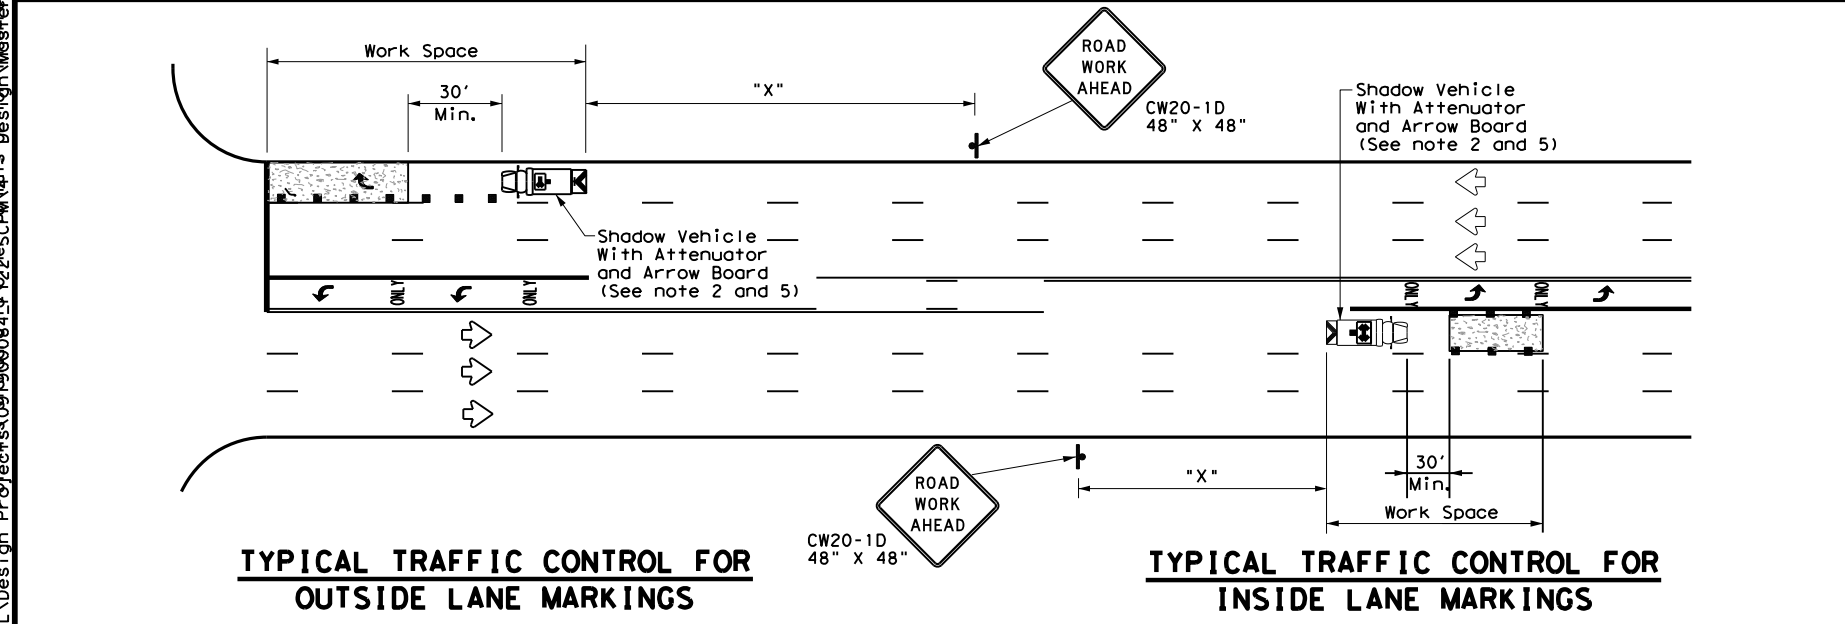 Work Space
30'
Min.
"X"
ROAD
WORK
AHEAD
CW20-1D
48" X 48"
Shadow Vehicle
With Attenuator
and Arrow Board
(See note 2 and 5)
Shadow Vehicle
With Attenuator
and Arrow Board
(See note 2 and 5)
ONLY
ONLY
ONLY
ONLY
ROAD
WORK
AHEAD
CW20-1D
48" X 48"
"X"
30'
Min.
Work Space
TYPICAL TRAFFIC CONTROL FOR
OUTSIDE LANE MARKINGS
TYPICAL TRAFFIC CONTROL FOR
INSIDE LANE MARKINGS